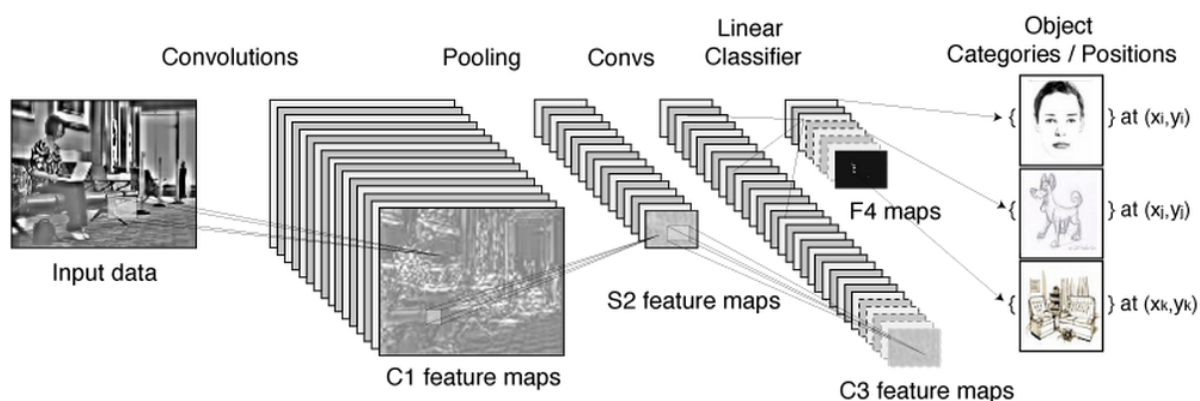 Convolutions
Pooling
Convs
Linear
Classifier
Object
Categories / Positions
Input data
C1 feature maps
S2 feature maps
C3 feature maps
F4 maps
{ } at (xi,yi)
{ } at (xj,yj)
{ } at (xk,yk)